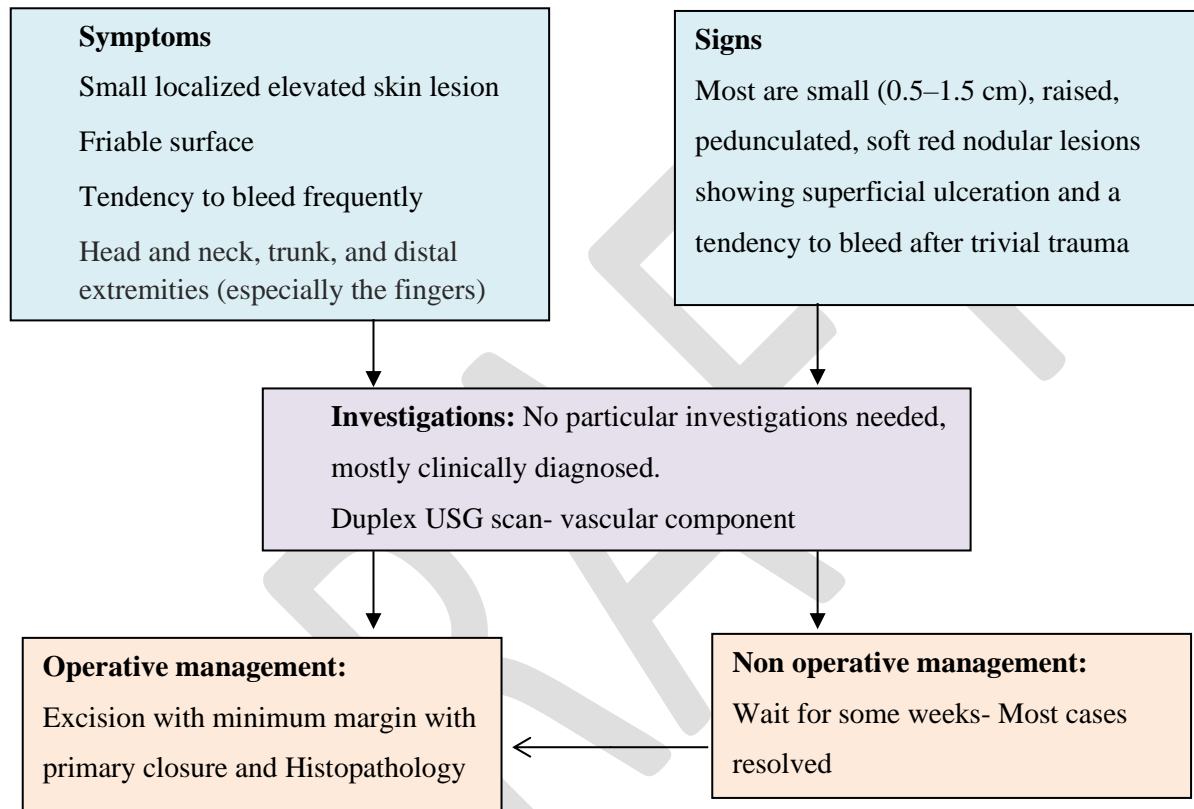 Symptoms
Small localized elevated skin lesion
Friable surface
Tendency to bleed frequently
Head and neck, trunk, and distal
extremities (especially the fingers)
Signs
Most are small (0.5–1.5 cm), raised,
pedunculated, soft red nodular lesions
showing superficial ulceration and a
tendency to bleed after trivial trauma
Investigations: No particular investigations needed,
mostly clinically diagnosed.
Duplex USG scan- vascular component
Operative management:
Excision with minimum margin with
primary closure and Histopathology
Non operative management:
Wait for some weeks- Most cases
resolved
DRAFT